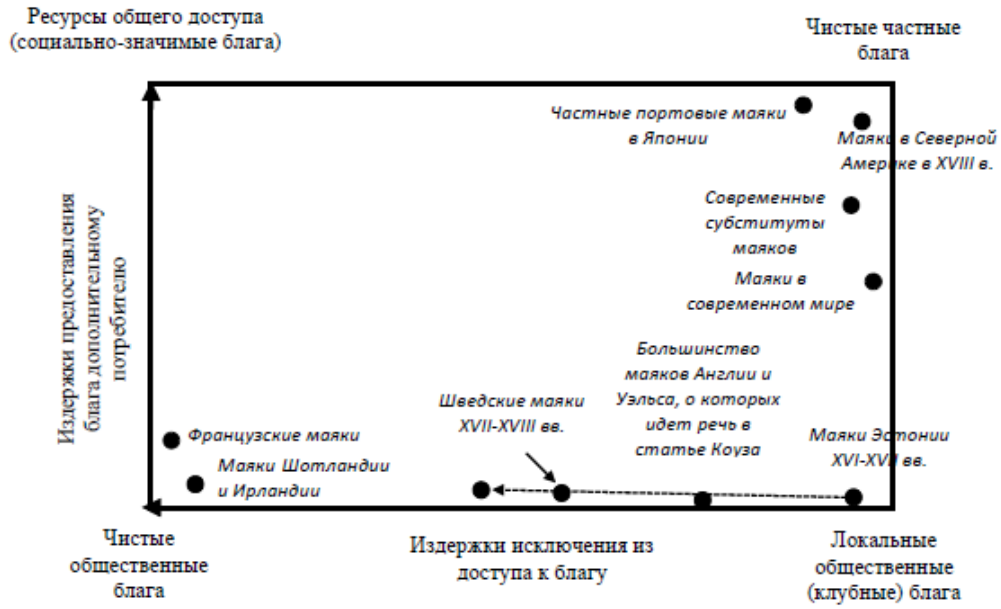 Ресурсы общего доступа
(социально-значимые блага)
Чистые частные
блага
Частные портовые маяки
в Японии
Маяки в Северной
Америке в XVIII в.
Современные
субституты
маяков
Маяки в
современном мире
Издержки предоставления
блага дополнительному
потребителю
Большинство
маяков Англии и
Уэльса, о которых
идет речь в
статье Коуза
Шведские маяки
XVII-XVIII вв.
Маяки Эстонии
XVI-XVII вв.
Французские маяки
Маяки Шотландии
и Ирландии
Чистые
общественные
блага
Издержки исключения из
доступа к благу
Локальные
общественные
(клубные) блага